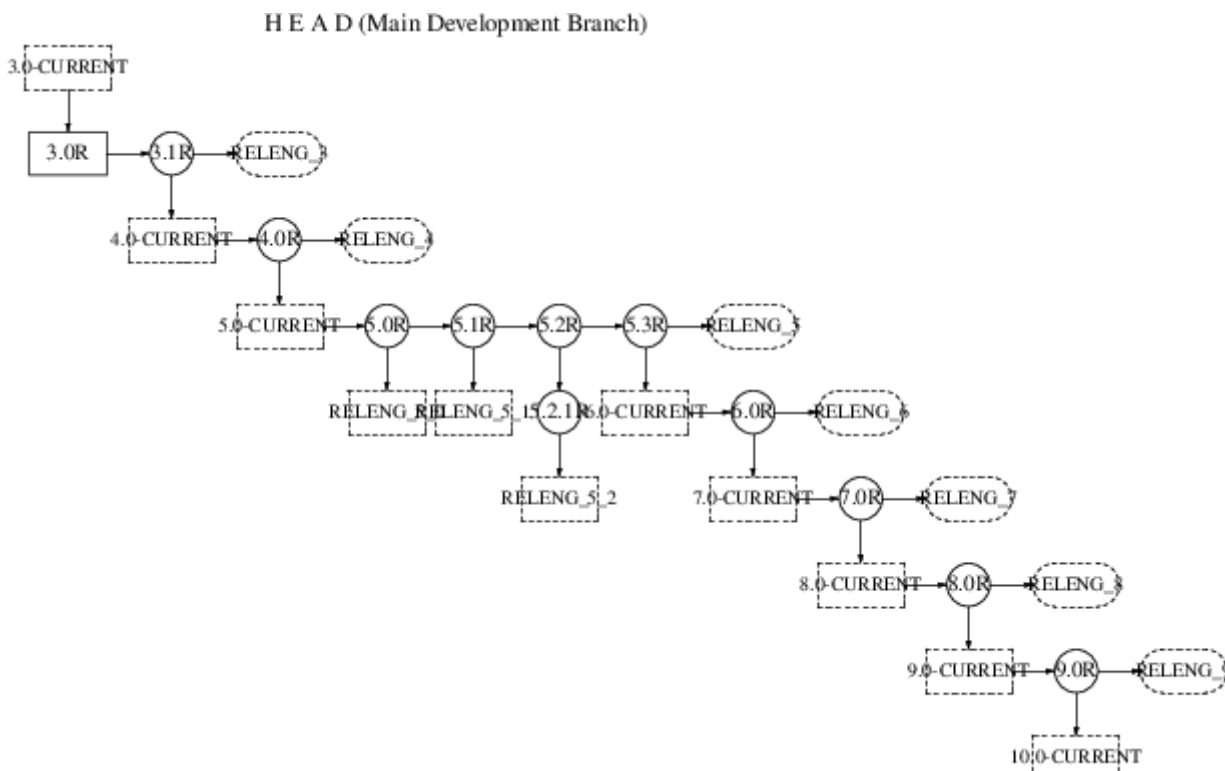 H E A D (Main Development Branch)
3.0-CURRENT
3.0R
3.1R
RELENG_3
4.0-CURRENT
4.0R
RELENG_4
5.0-CURRENT
5.0R
5.1R
5.2R
5.3R
RELENG_5
RELENG_5_1
5.2.1R
6.0-CURRENT
6.0R
RELENG_6
RELENG_5_2
7.0-CURRENT
7.0R
RELENG_7
8.0-CURRENT
8.0R
RELENG_8
9.0-CURRENT
9.0R
10.0-CURRENT